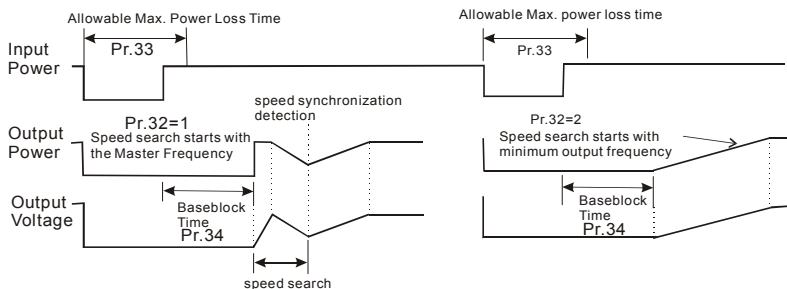 Allowable Max. Power Loss Time
Pr.33
Input
Power
Allowable Max. power loss time
Pr.33
speed synchronization
detection
Pr.32=1
Speed search starts with
the Master Frequency
Output
Power
Pr.32=2
Speed search starts with
minimum output frequency
Output
Voltage
Baseblock
Time
Pr.34
Baseblock
Time
Pr.34
speed search